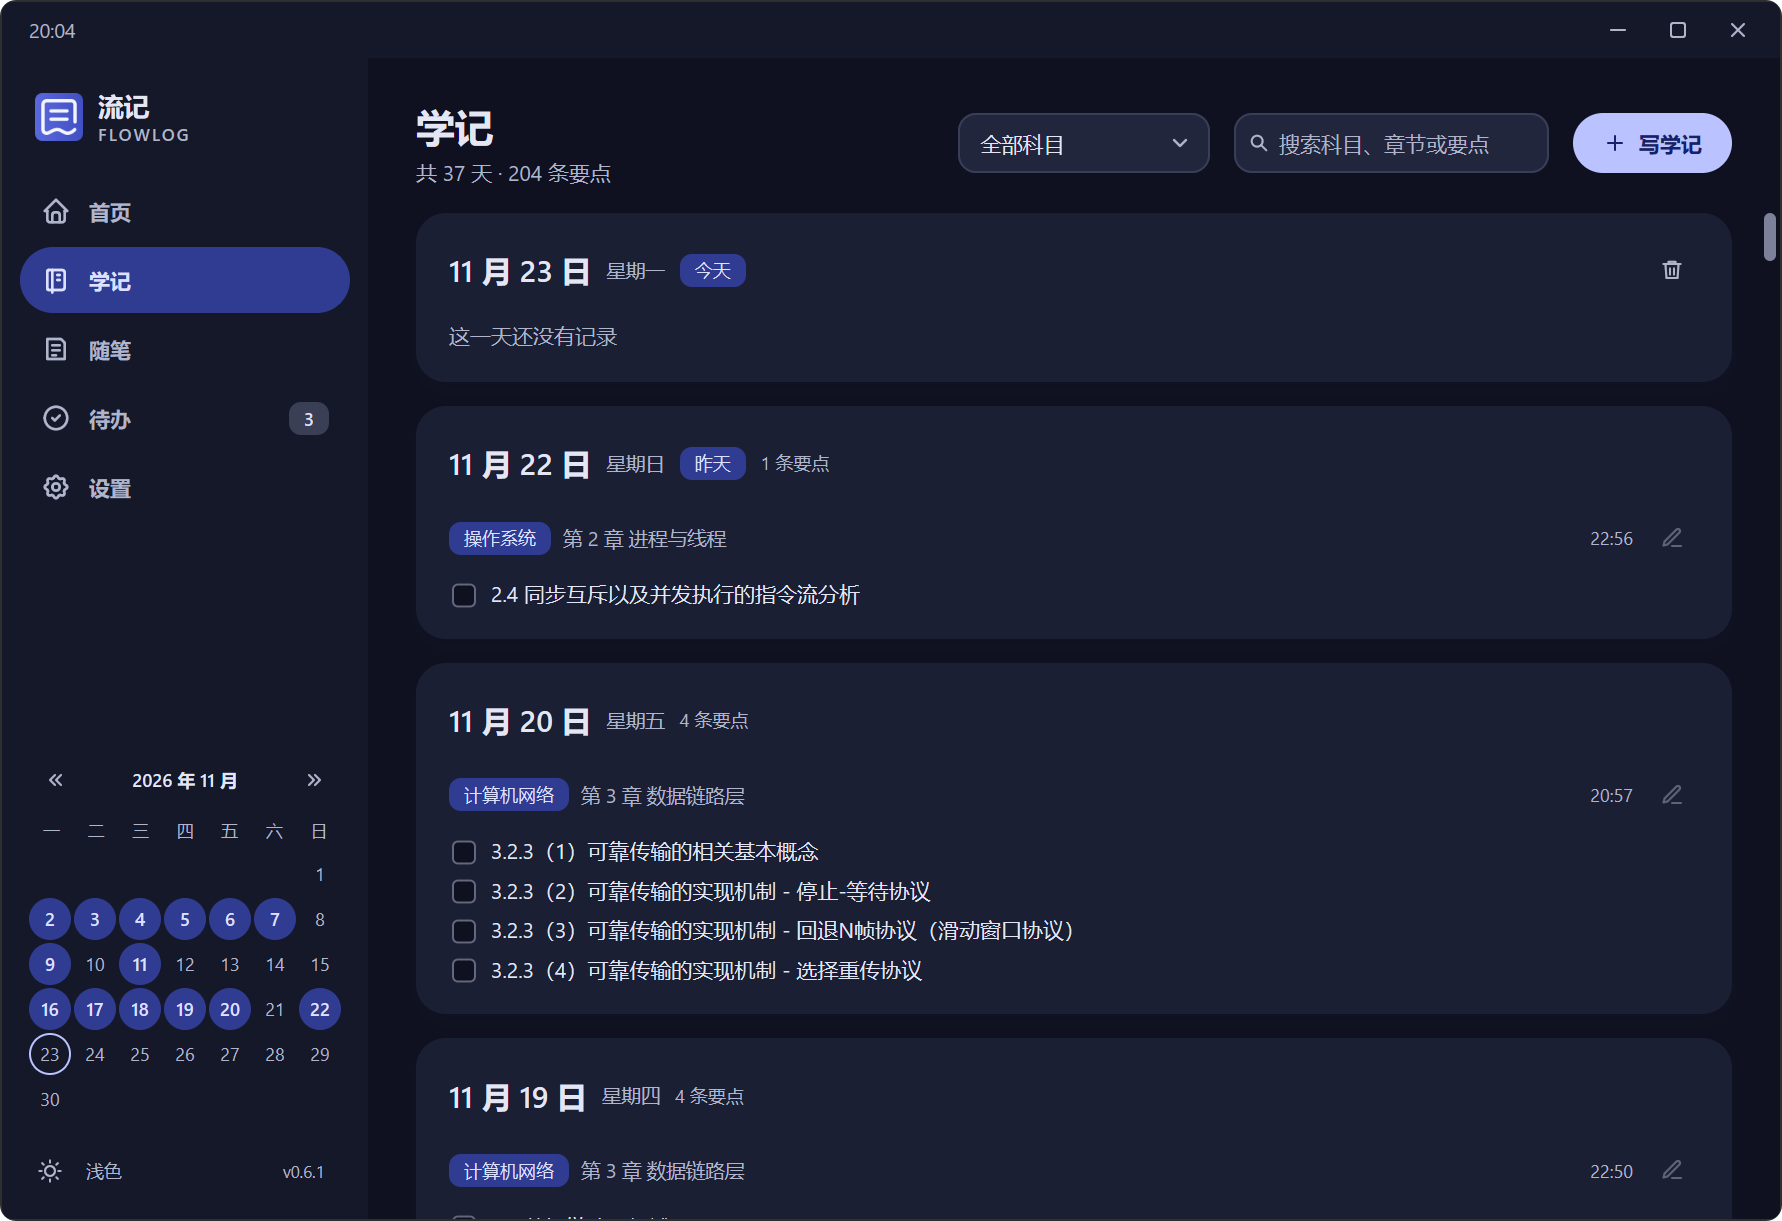 20:04
流记
FLOWLOG
首页
学记
随笔
待办 3
设置
« 2026 年 11 月 »
一 二 三 四 五 六 日
1
2 3 4 5 6 7 8
9 10 11 12 13 14 15
16 17 18 19 20 21 22
23 24 25 26 27 28 29
30
浅色 v0.6.1
学记
共 37 天 · 204 条要点
全部科目
搜索科目、章节或要点
+ 写学记
11 月 23 日 星期一 今天
这一天还没有记录
11 月 22 日 星期日 昨天 1 条要点
操作系统 第 2 章 进程与线程 22:56
2.4 同步互斥以及并发执行的指令流分析
11 月 20 日 星期五 4 条要点
计算机网络 第 3 章 数据链路层 20:57
3.2.3（1）可靠传输的相关基本概念
3.2.3（2）可靠传输的实现机制 - 停止-等待协议
3.2.3（3）可靠传输的实现机制 - 回退N帧协议（滑动窗口协议）
3.2.3（4）可靠传输的实现机制 - 选择重传协议
11 月 19 日 星期四 4 条要点
计算机网络 第 3 章 数据链路层 22:50